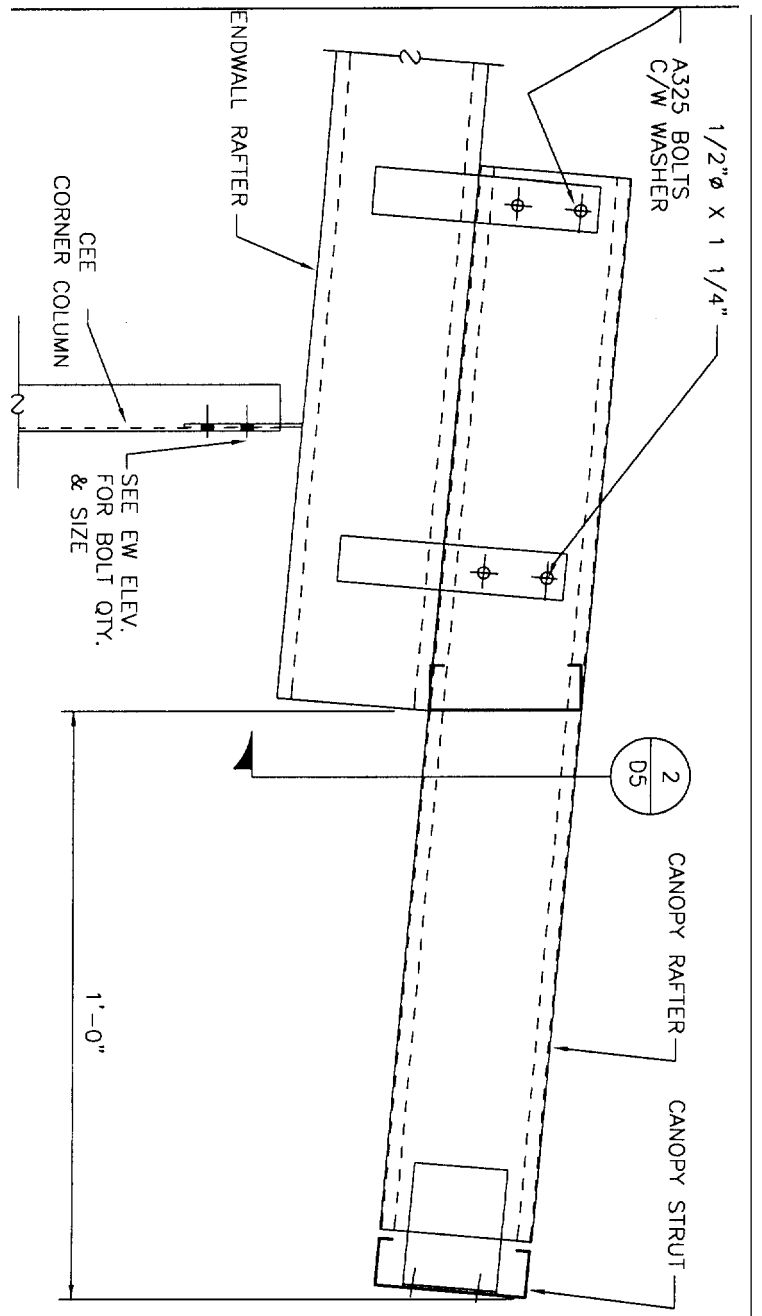 1/2"ø X 1 1/4"
A325 BOLTS
C/W WASHER
2
D5
CANOPY RAFTER
CANOPY STRUT
ENDWALL RAFTER
CEE
CORNER COLUMN
SEE EW ELEV.
FOR BOLT QTY.
& SIZE
1'-0"